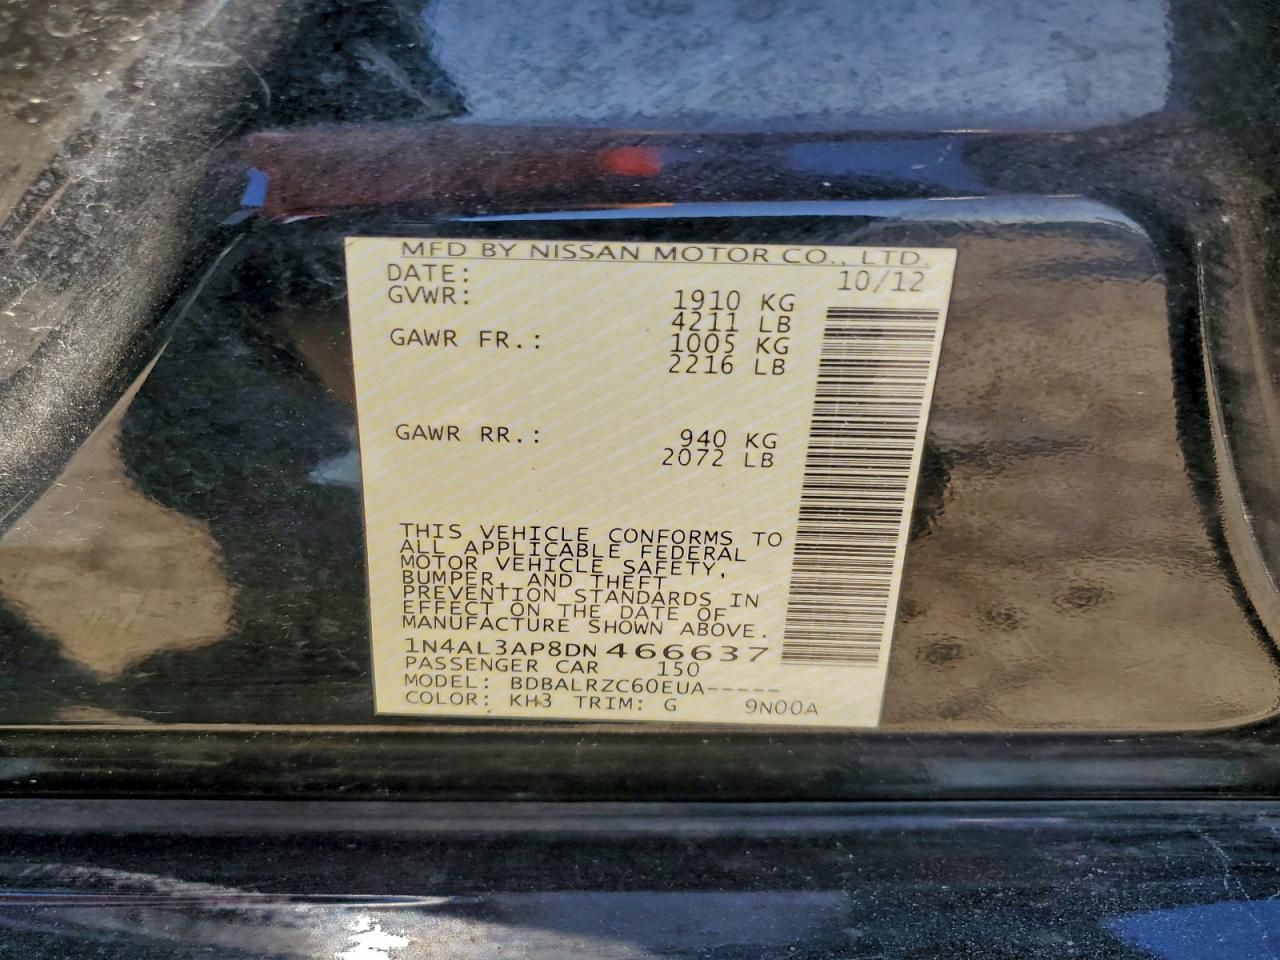 MFD BY NISSAN MOTOR CO., LTD.
DATE: 10/12
GVWR: 1910 KG
4211 LB
GAWR FR.: 1005 KG
2216 LB
GAWR RR.: 940 KG
2072 LB
THIS VEHICLE CONFORMS TO
ALL APPLICABLE FEDERAL
MOTOR VEHICLE SAFETY,
BUMPER, AND THEFT
PREVENTION STANDARDS IN
EFFECT ON THE DATE OF
MANUFACTURE SHOWN ABOVE.
1N4AL3AP8DN466637
PASSENGER CAR 150
MODEL: BDBALRZC60EUA-----
COLOR: KH3 TRIM: G 9N00A